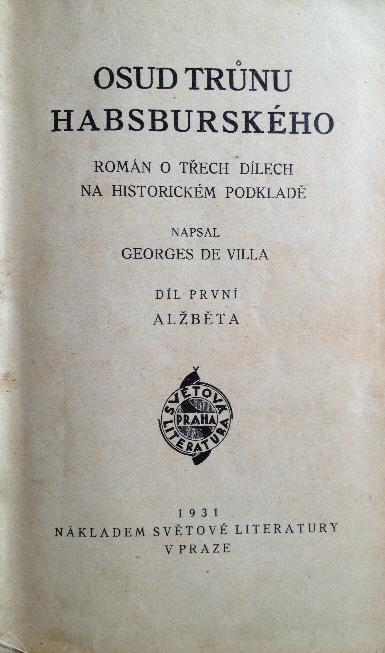 OSUD TRŮNU
HABSBURSKÉHO
ROMÁN O TŘECH DÍLECH
NA HISTORICKÉM PODKLADĚ
NAPSAL
GEORGES DE VILLA
DÍL PRVNÍ
ALŽBĚTA
SVĚTOVÁ
PRAHA
LITERATURA
1931
NÁKLADEM SVĚTOVÉ LITERATURY
V PRAZE